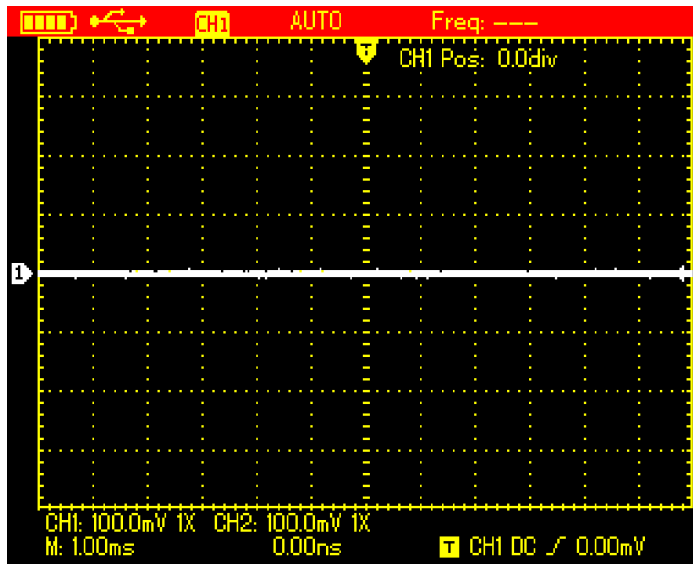 CH1 AUTO Freq: ---
T
CH1 Pos: 0.0div
1
CH1: 100.0mV 1X CH2: 100.0mV 1X
M: 1.00ms 0.00ns T CH1 DC 0.00mV